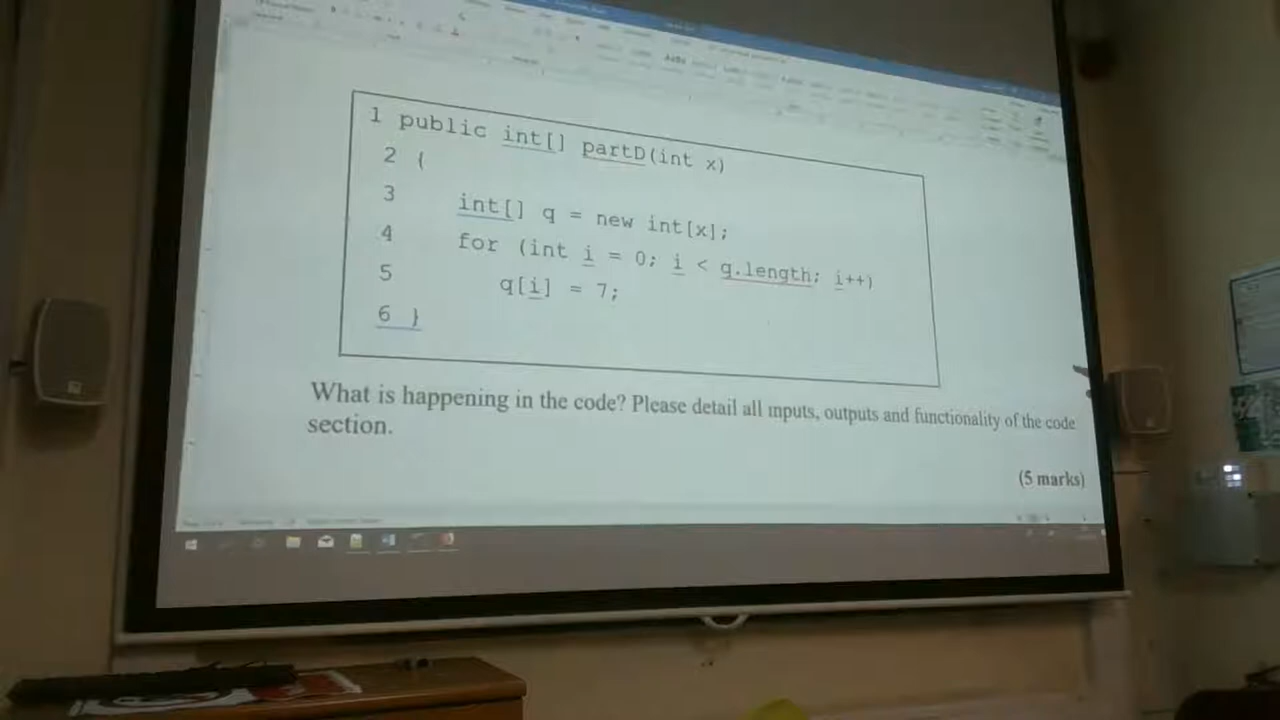 1 public int[] partD(int x)
2 {
3 int[] q = new int[x];
4 for (int i = 0; i < q.length; i++)
5 q[i] = 7;
6 }
What is happening in the code? Please detail all inputs, outputs and functionality of the code
section.
(5 marks)